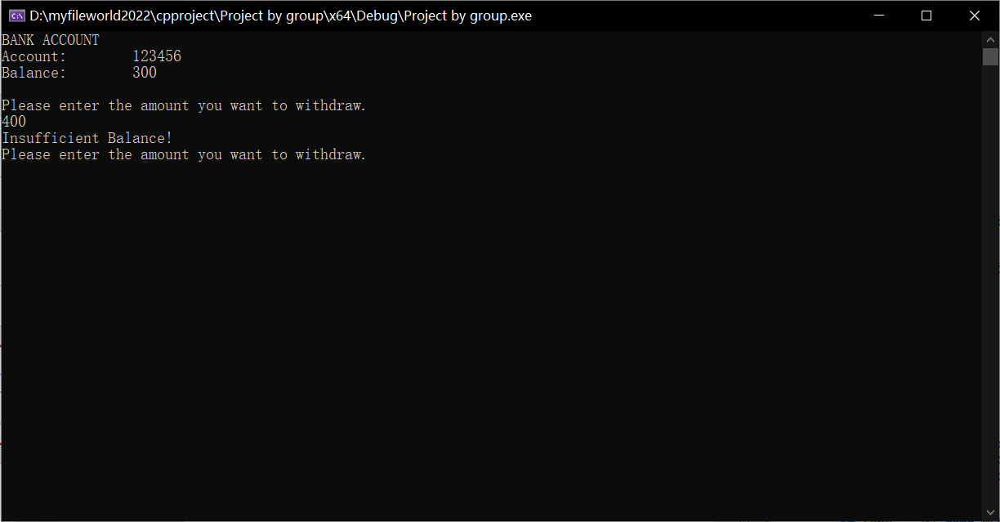 D:\myfileworld2022\cpproject\Project by group\x64\Debug\Project by group.exe
BANK ACCOUNT
Account: 123456
Balance: 300
Please enter the amount you want to withdraw.
400
Insufficient Balance!
Please enter the amount you want to withdraw.